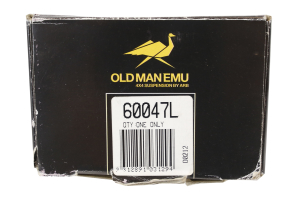 OLD MAN EMU
4X4 SUSPENSION BY ARB
60047L
QTY ONE ONLY